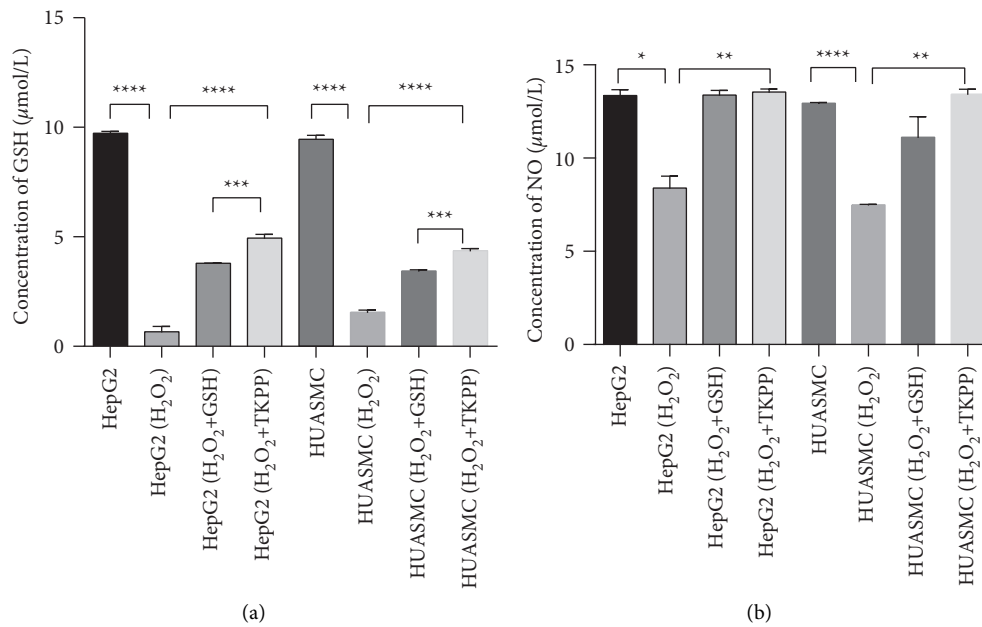 Concentration of GSH (µmol/L)
15
10
5
0
****
****
***
****
****
***
HepG2
HepG2 (H₂O₂)
HepG2 (H₂O₂+GSH)
HepG2 (H₂O₂+TKPP)
HUASMC
HUASMC (H₂O₂)
HUASMC (H₂O₂+GSH)
HUASMC (H₂O₂+TKPP)
(a)
Concentration of NO (µmol/L)
15
13
10
5
0
*
**
****
**
HepG2
HepG2 (H₂O₂)
HepG2 (H₂O₂+GSH)
HepG2 (H₂O₂+TKPP)
HUASMC
HUASMC (H₂O₂)
HUASMC (H₂O₂+GSH)
HUASMC (H₂O₂+TKPP)
(b)